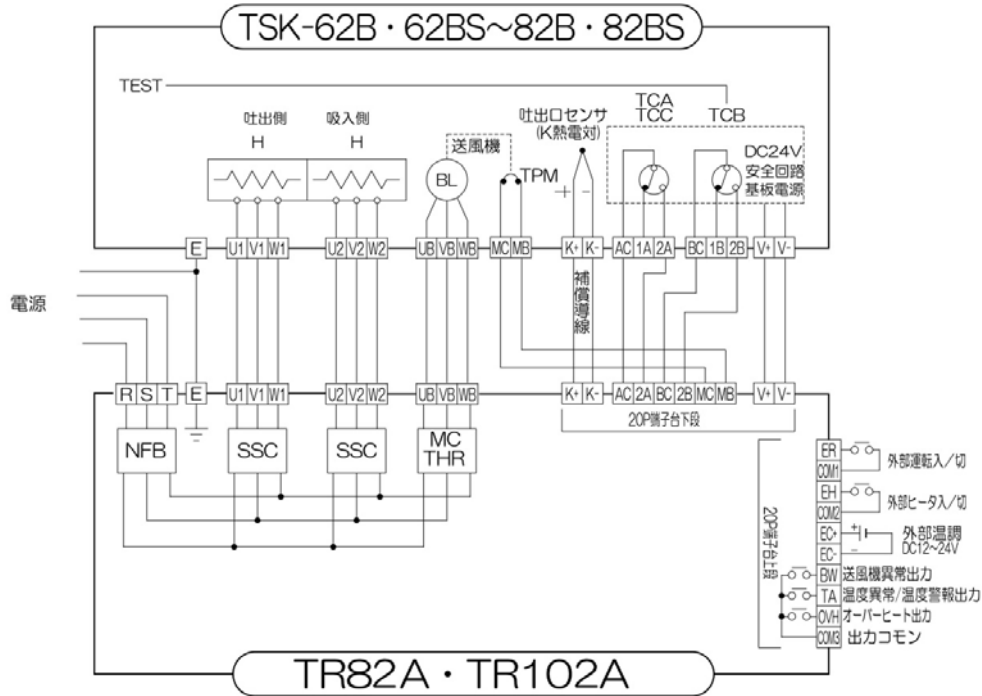 TSK-62B・62BS～82B・82BS
TEST
吐出側
H
吸入側
H
送風機
BL
TPM
吐出口センサ
(K熱電対)
+
-
TCA
TCC
TCB
DC24V
安全回路
基板電源
E
U1 V1 W1
U2 V2 W2
UB VB WB
MC MB
K+ K-
AC 1A 2A
BC 1B 2B
V+ V-
電源
補償導線
R S T
E
U1 V1 W1
U2 V2 W2
UB VB WB
K+ K-
AC 2A BC 2B MC MB
V+ V-
20P端子台下段
NFB
SSC
SSC
MC
THR
20P端子台上段
ER
COM1
外部運転入/切
EH
COM2
外部ヒータ入/切
EC+
EC-
+
-
外部温調
DC12~24V
BW 送風機異常出力
TA 温度異常/温度警報出力
OVH オーバーヒート出力
COM3 出力コモン
TR82A・TR102A